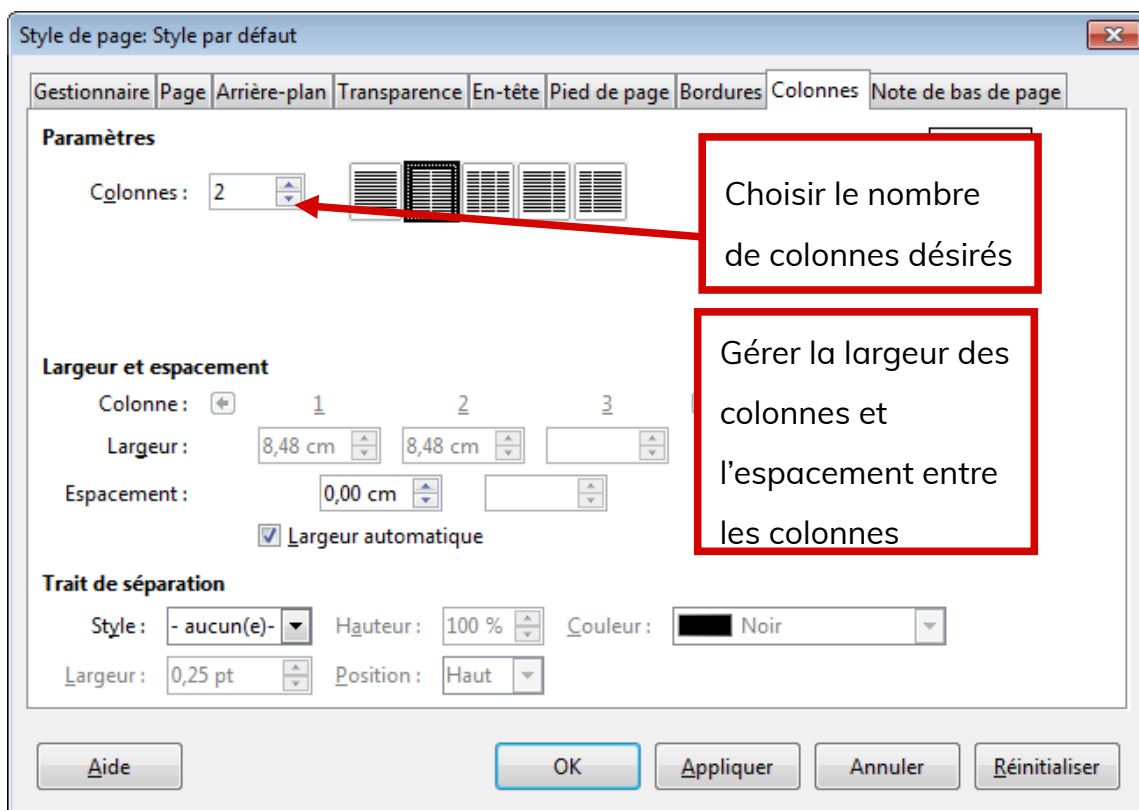 Style de page: Style par défaut
Gestionnaire Page Arrière-plan Transparence En-tête Pied de page Bordures Colonnes Note de bas de page
Paramètres
Colonnes : 2
Choisir le nombre
de colonnes désirés
Largeur et espacement
Colonne : 1 2 3
Largeur : 8,48 cm 8,48 cm
Espacement : 0,00 cm
Largeur automatique
Gérer la largeur des
colonnes et
l’espacement entre
les colonnes
Trait de séparation
Style : - aucun(e)- Hauteur : 100 % Couleur : Noir
Largeur : 0,25 pt Position : Haut
Aide OK Appliquer Annuler Réinitialiser